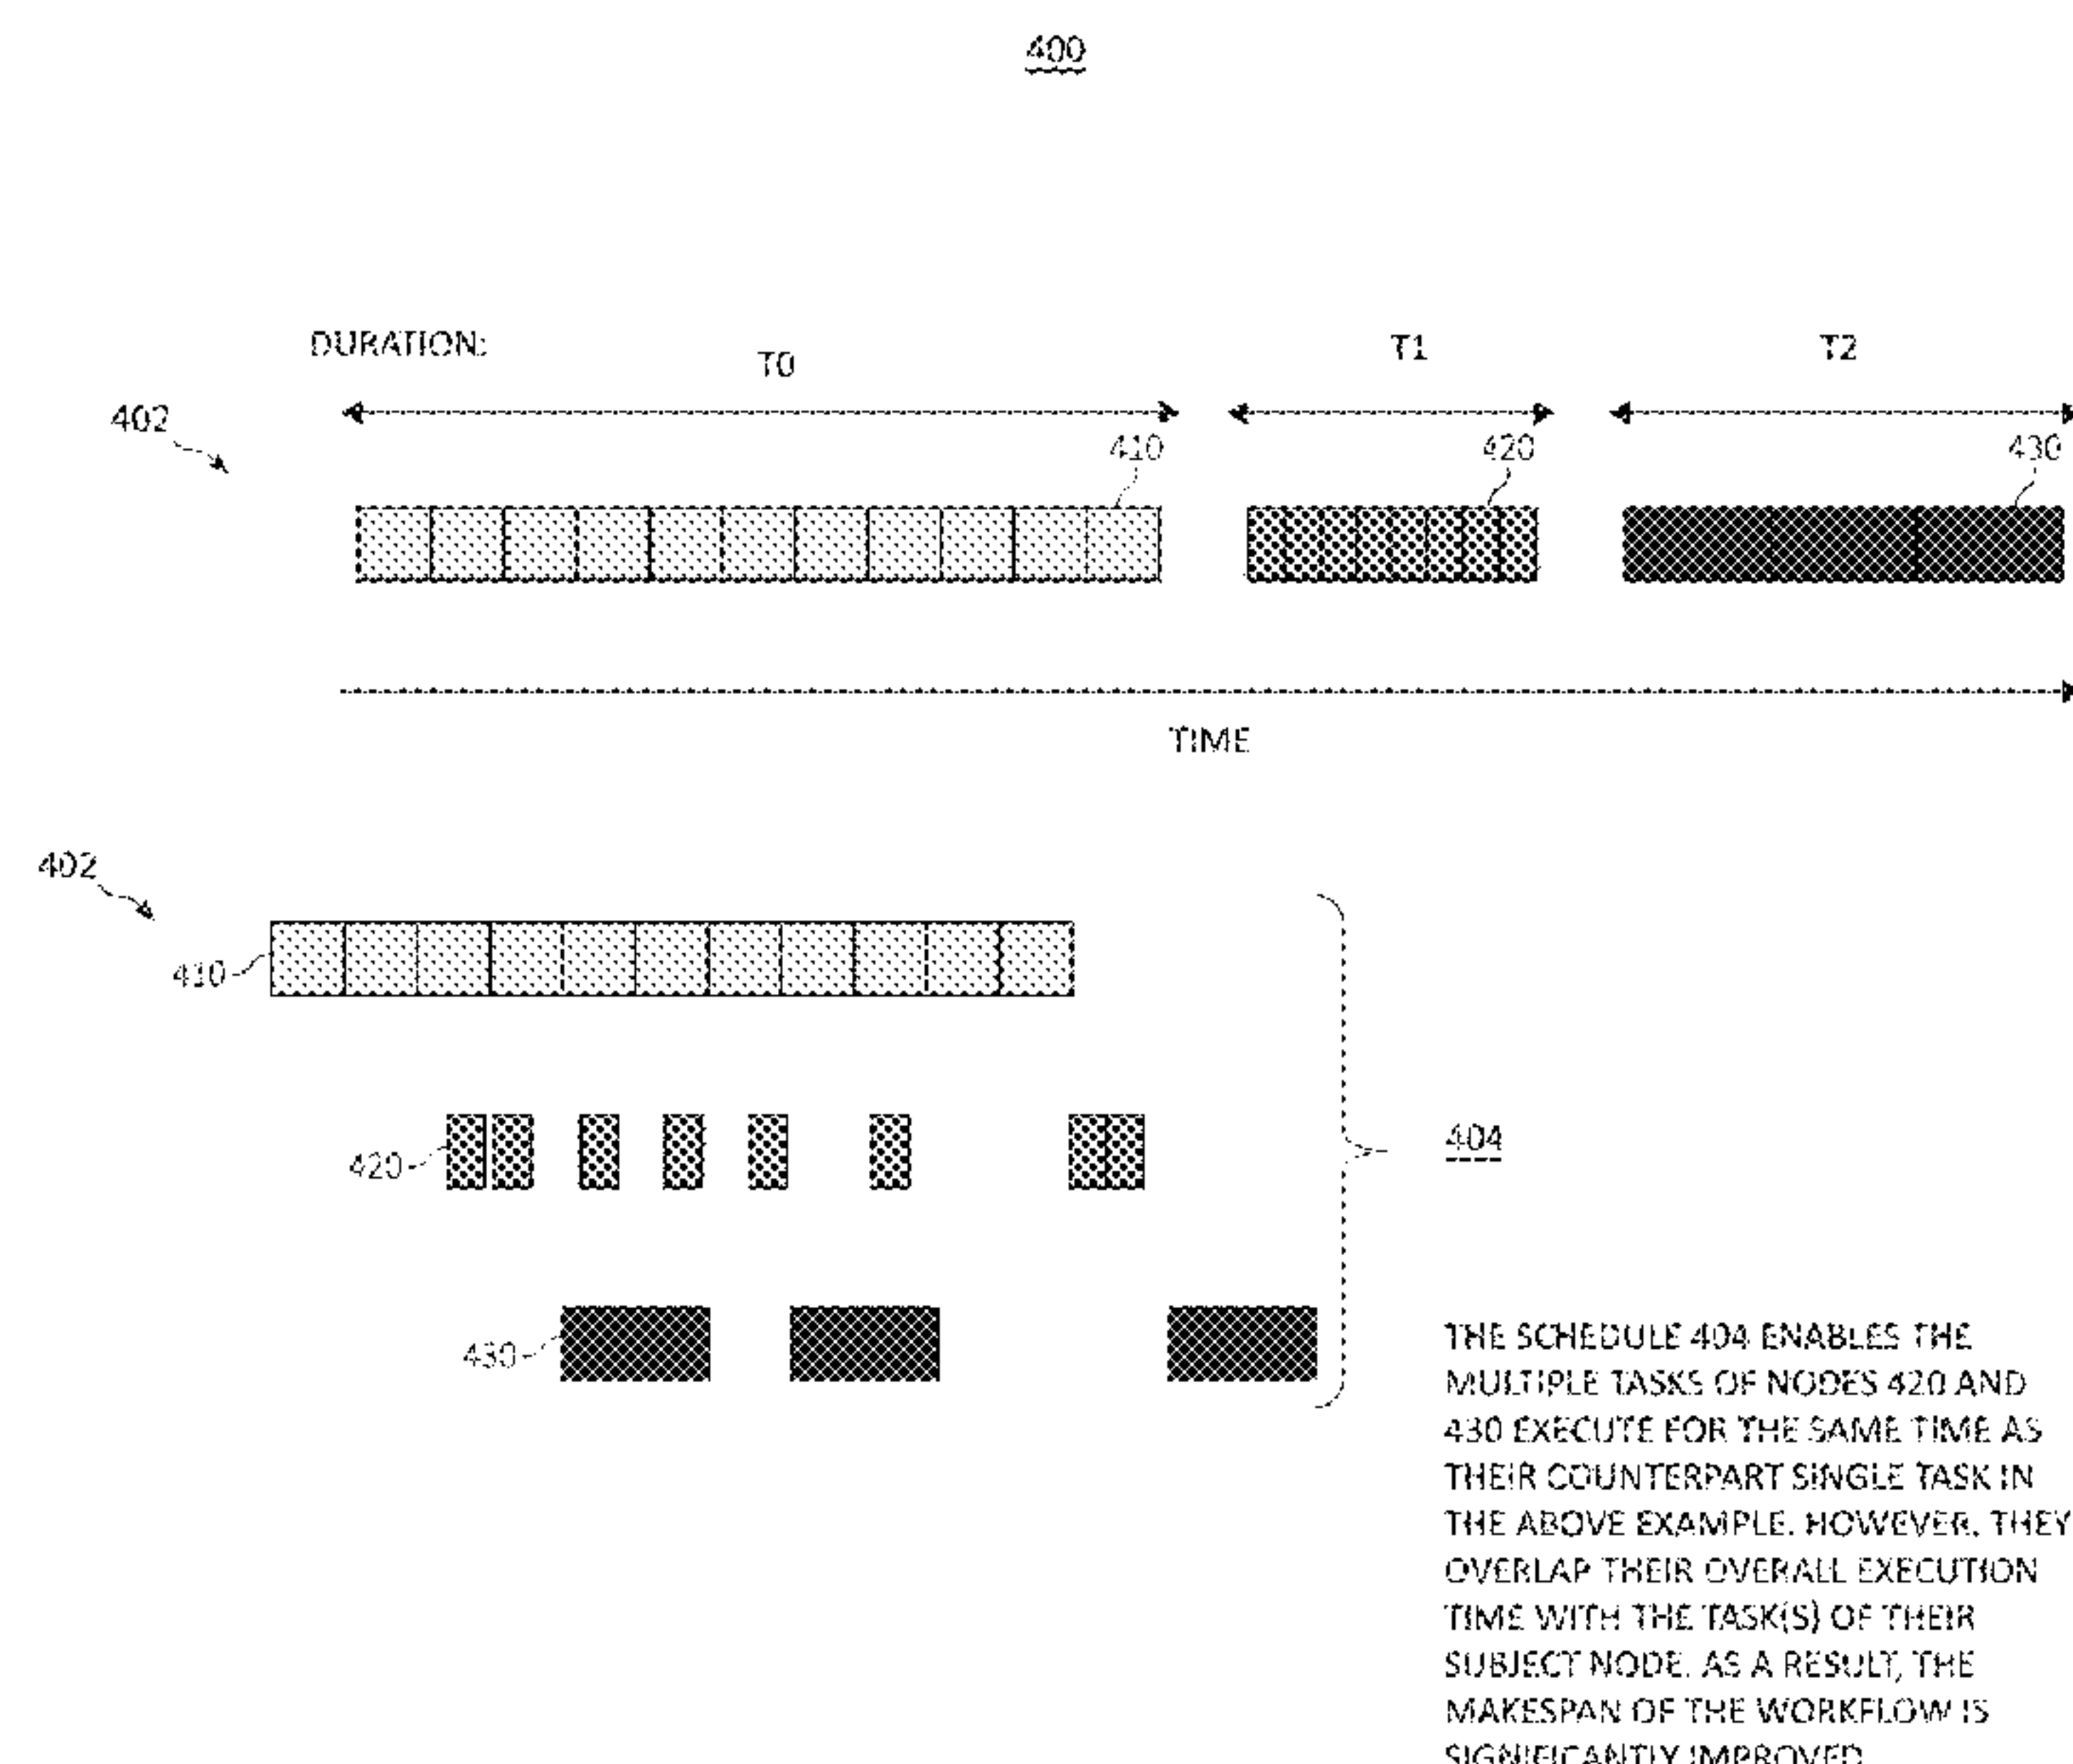 400
DURATION:
T0
T1
T2
402
410
420
430
TIME
402
410
420
404
430
THE SCHEDULE 404 ENABLES THE
MULTIPLE TASKS OF NODES 420 AND
430 EXECUTE FOR THE SAME TIME AS
THEIR COUNTERPART SINGLE TASK IN
THE ABOVE EXAMPLE. HOWEVER, THEY
OVERLAP THEIR OVERALL EXECUTION
TIME WITH THE TASK(S) OF THEIR
SUBJECT NODE. AS A RESULT, THE
MAKESPAN OF THE WORKFLOW IS
SIGNIFICANTLY IMPROVED